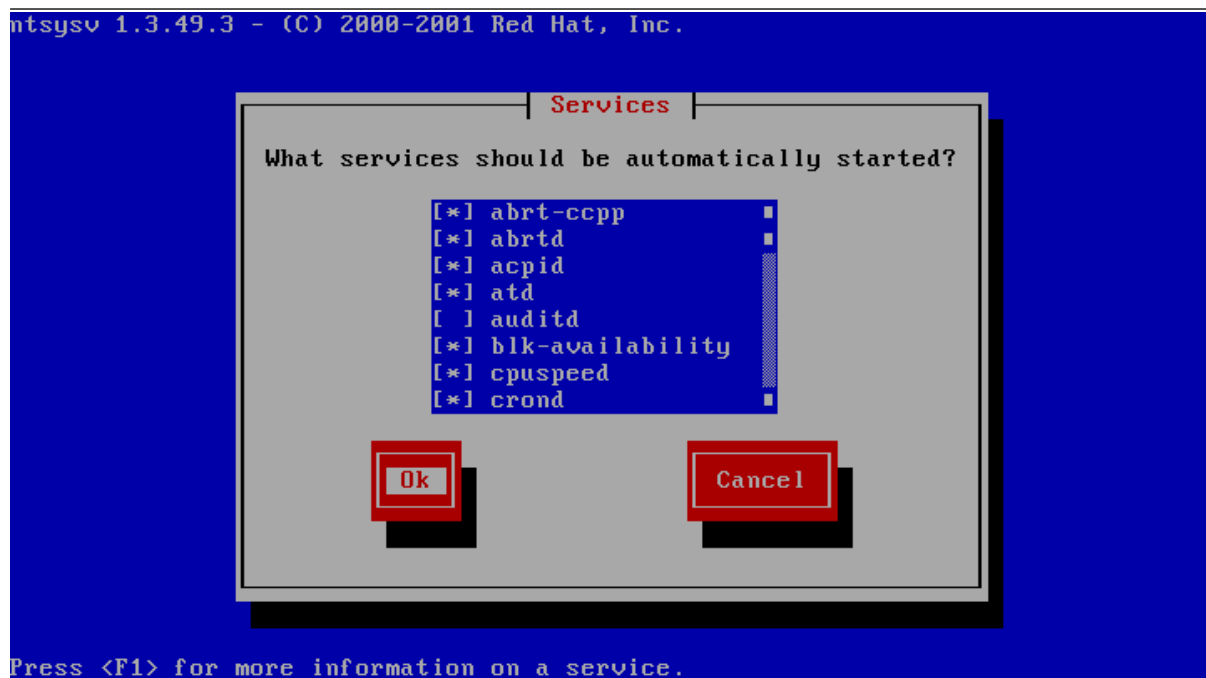 ntsysv 1.3.49.3 - (C) 2000-2001 Red Hat, Inc.
Services
What services should be automatically started?
[*] abrt-ccpp
[*] abrtd
[*] acpid
[*] atd
[ ] auditd
[*] blk-availability
[*] cpuspeed
[*] crond
Ok Cancel
Press <F1> for more information on a service.